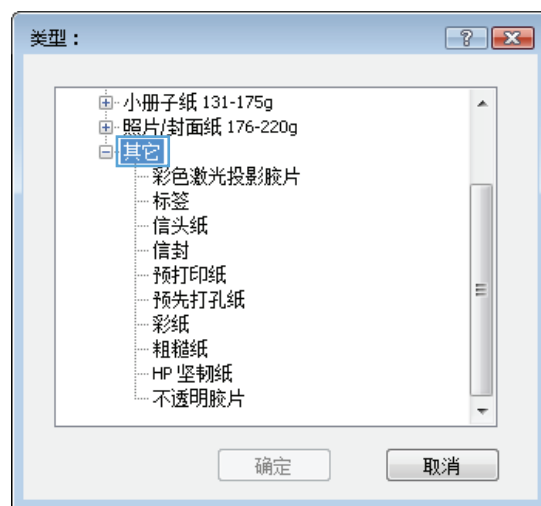 类型：
小册子纸 131-175g
照片/封面纸 176-220g
其它
彩色激光投影胶片
标签
信头纸
信封
预打印纸
预先打孔纸
彩纸
粗糙纸
HP 坚韧纸
不透明胶片
确定
取消